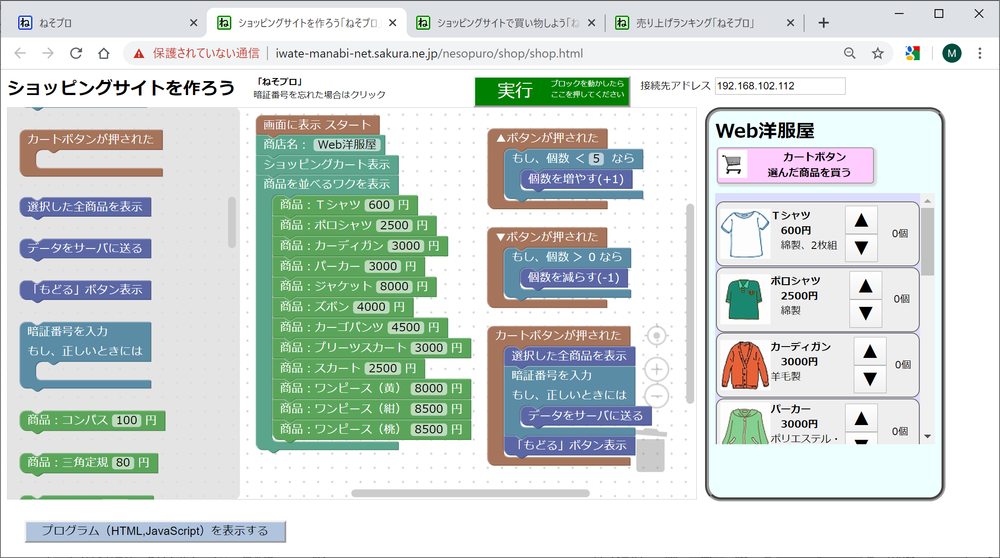 ねそプロ
ショッピングサイトを作ろう「ねそプロ」
ショッピングサイトで買い物しよう「ね
売り上げランキング「ねそプロ」
保護されていない通信
iwate-manabi-net.sakura.ne.jp/nesopuro/shop/shop.html
M
ショッピングサイトを作ろう
「ねそプロ」
暗証番号を忘れた場合はクリック
実行
ブロックを動かしたら
ここを押してください
接続先アドレス 192.168.102.112
カートボタンが押された
選択した全商品を表示
データをサーバに送る
「もどる」ボタン表示
暗証番号を入力
もし、正しいときには
商品：コンパス 100 円
商品：三角定規 80 円
画面に表示 スタート
商店名： Web洋服屋
ショッピングカート表示
商品を並べるワクを表示
商品：Ｔシャツ 600 円
商品：ポロシャツ 2500 円
商品：カーディガン 3000 円
商品：パーカー 3000 円
商品：ジャケット 8000 円
商品：ズボン 4000 円
商品：カーゴパンツ 4500 円
商品：プリーツスカート 3000 円
商品：スカート 2500 円
商品：ワンピース（黄） 8000 円
商品：ワンピース（紺） 8500 円
商品：ワンピース（桃） 8500 円
▲ボタンが押された
もし、個数 ＜ 5 なら
個数を増やす(+1)
▼ボタンが押された
もし、個数 ＞ 0 なら
個数を減らす(-1)
カートボタンが押された
選択した全商品を表示
暗証番号を入力
もし、正しいときには
データをサーバに送る
「もどる」ボタン表示
Web洋服屋
カートボタン
選んだ商品を買う
Ｔシャツ
600円
綿製、2枚組
▲
▼
0個
ポロシャツ
2500円
綿製
▲
▼
0個
カーディガン
3000円
羊毛製
▲
▼
0個
パーカー
3000円
ポリエステル・
▲
▼
0個
プログラム（HTML,JavaScript）を表示する